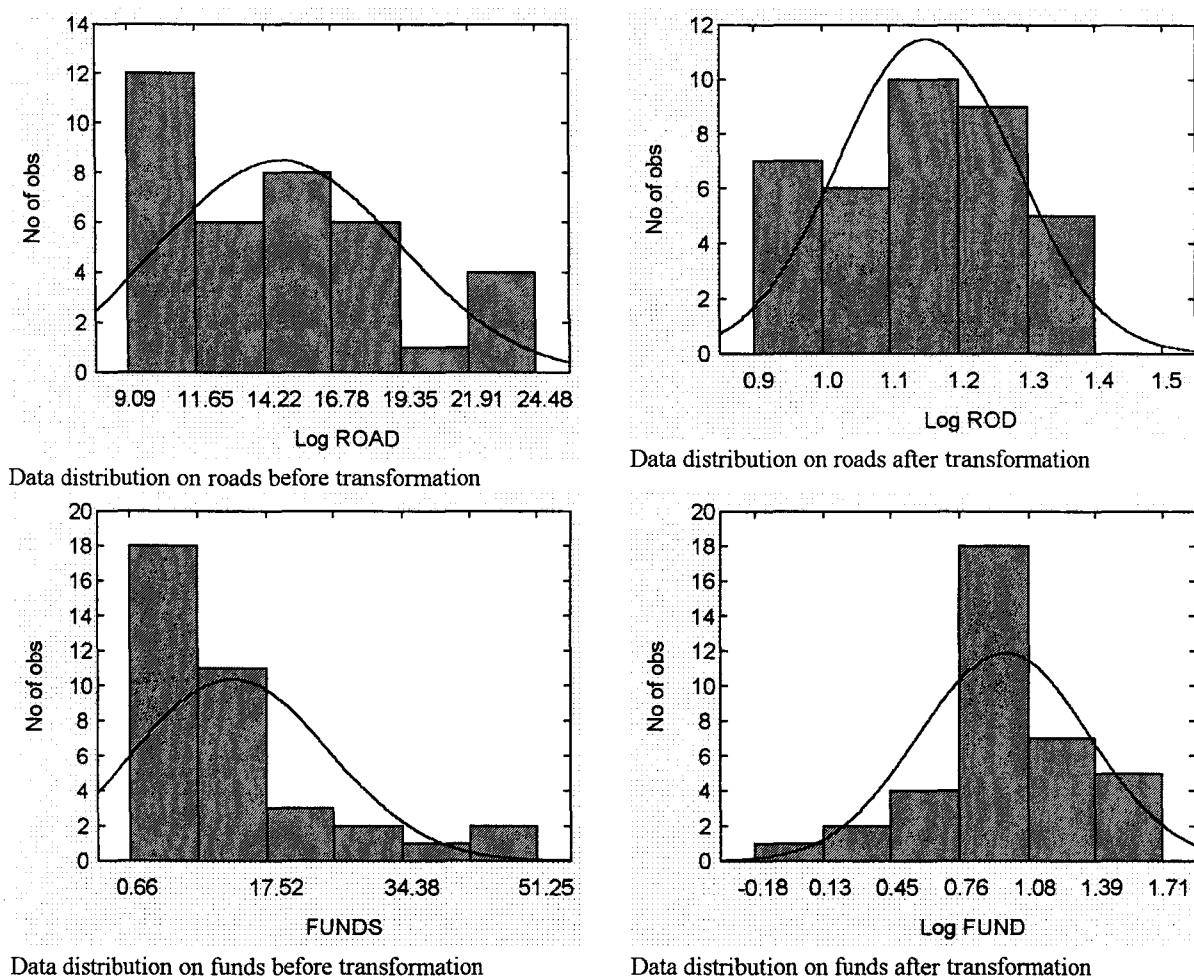 14
12
10
8
6
4
2
0
No of obs
9.09 11.65 14.22 16.78 19.35 21.91 24.48
Log ROAD
Data distribution on roads before transformation
12
10
8
6
4
2
0
No of obs
0.9 1.0 1.1 1.2 1.3 1.4 1.5
Log ROD
Data distribution on roads after transformation
20
18
16
14
12
10
8
6
4
2
0
No of obs
0.66 17.52 34.38 51.25
FUNDS
Data distribution on funds before transformation
20
18
16
14
12
10
8
6
4
2
0
No of obs
-0.18 0.13 0.45 0.76 1.08 1.39 1.71
Log FUND
Data distribution on funds after transformation